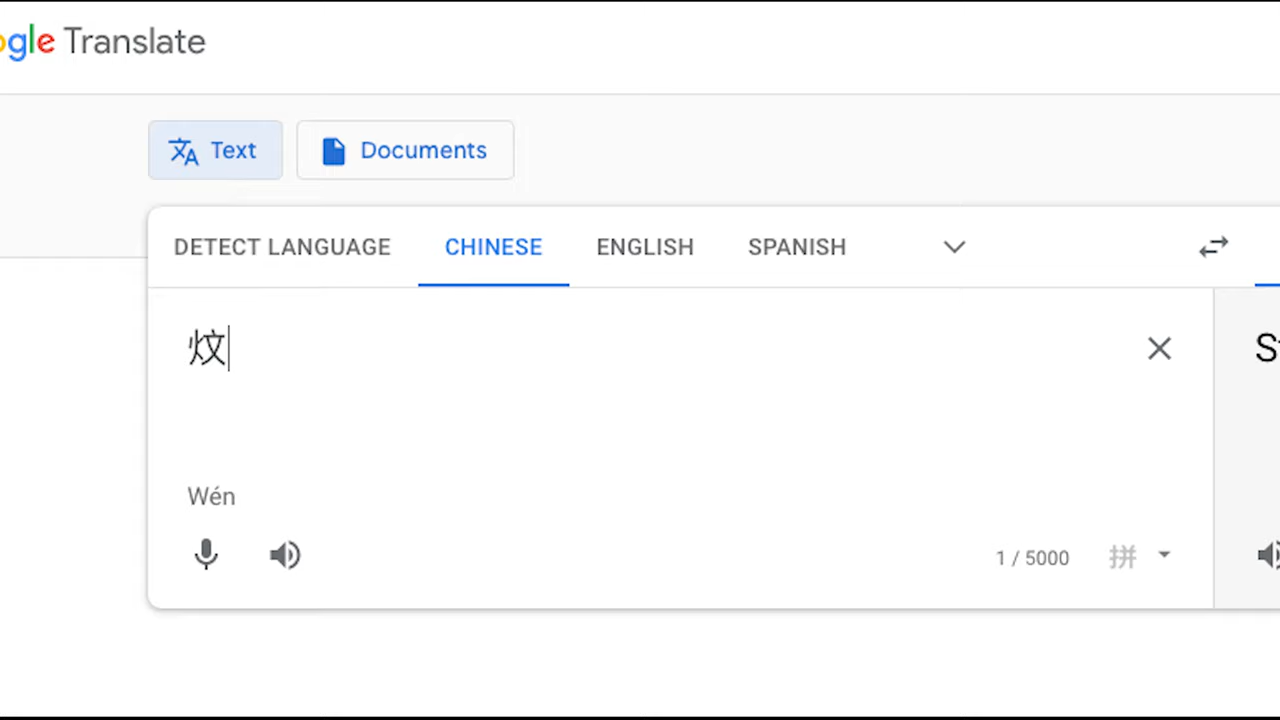 ogle Translate
Text
Documents
DETECT LANGUAGE CHINESE ENGLISH SPANISH
炆
Wén
1 / 5000 拼